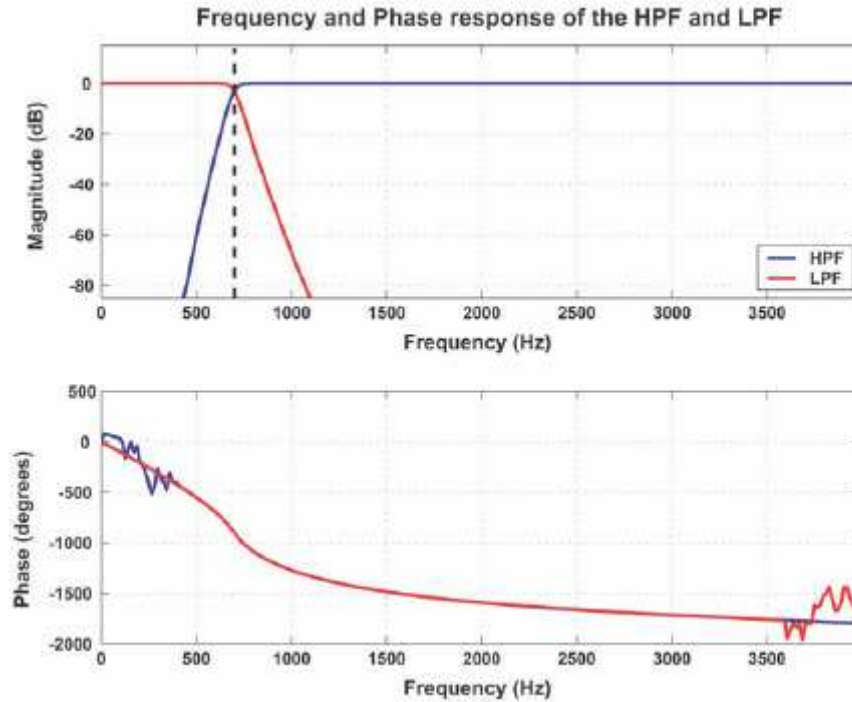 Frequency and Phase response of the HPF and LPF
Magnitude (dB)
0
-20
-40
-60
-80
HPF
LPF
0 500 1000 1500 2000 2500 3000 3500
Frequency (Hz)
Phase (degrees)
500
0
-500
-1000
-1500
-2000
0 500 1000 1500 2000 2500 3000 3500
Frequency (Hz)